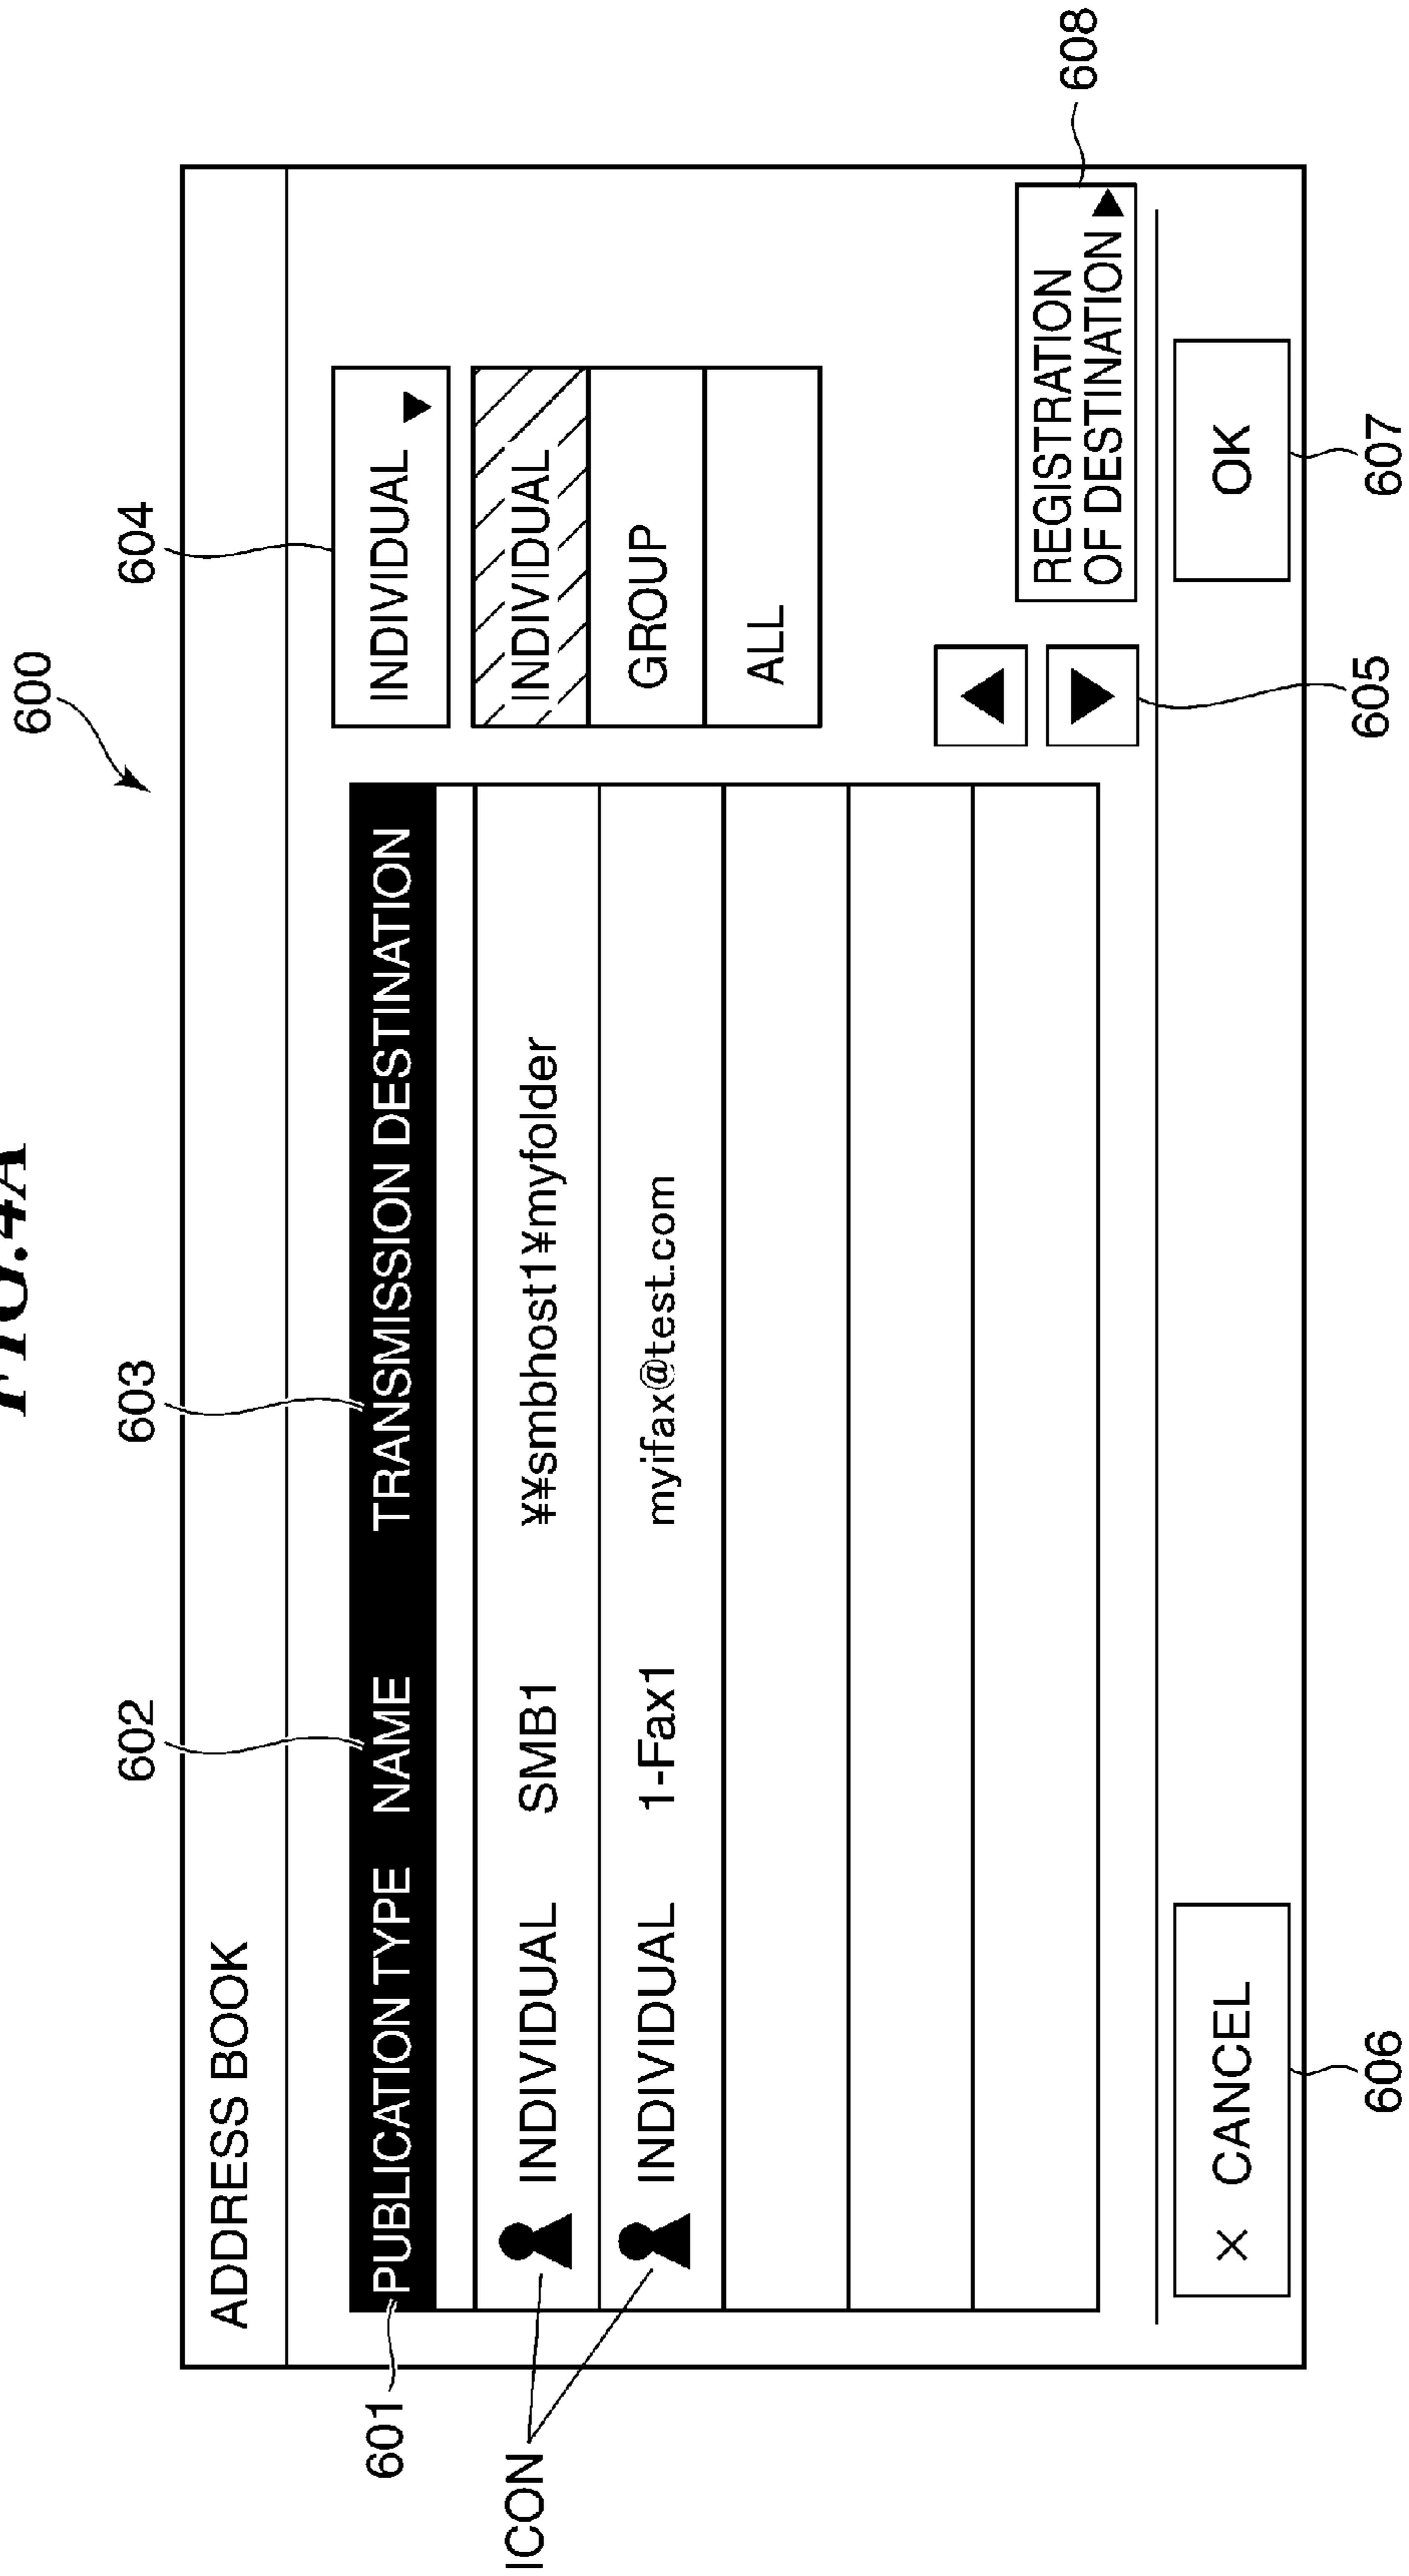 FIG.4A
600
602
603
604
ADDRESS BOOK
601
PUBLICATION TYPE NAME TRANSMISSION DESTINATION
INDIVIDUAL SMB1 ¥¥smbhost1¥myfolder
INDIVIDUAL 1-Fax1 myifax@test.com
ICON
INDIVIDUAL
INDIVIDUAL
GROUP
ALL
REGISTRATION
OF DESTINATION
608
× CANCEL
OK
606
605
607